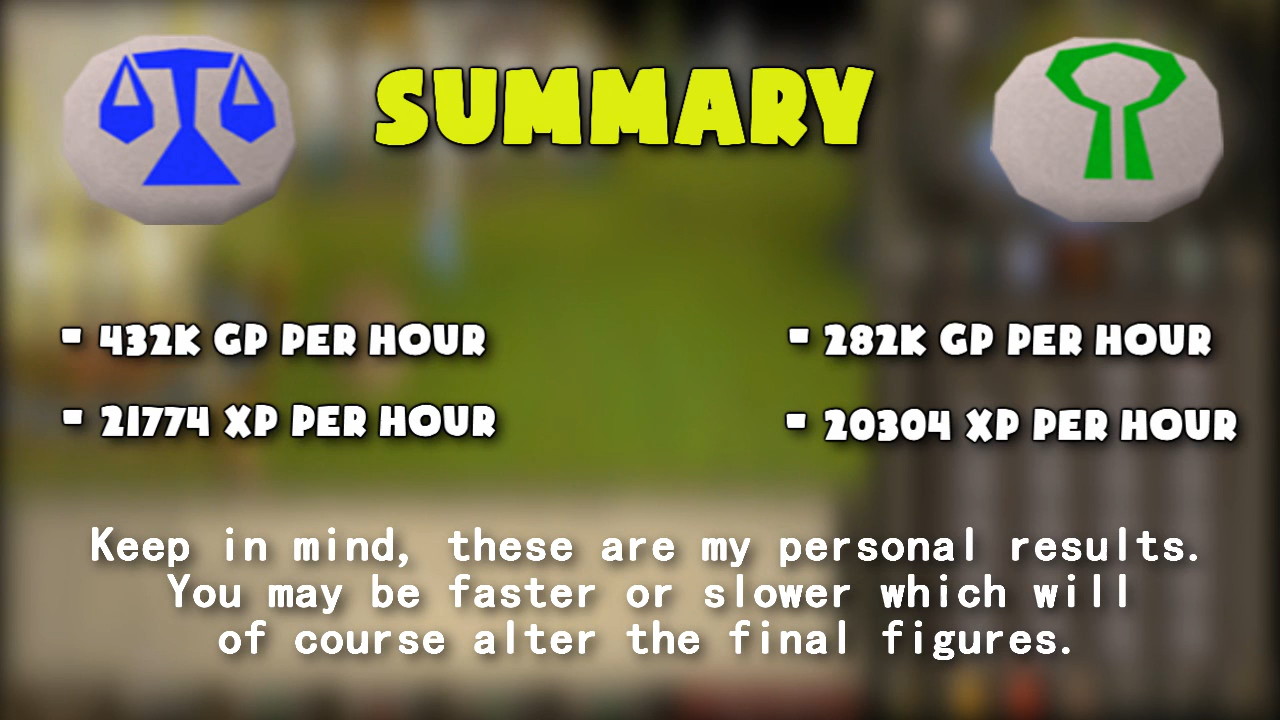 SUMMARY
- 432K GP PER HOUR
- 282K GP PER HOUR
- 21774 XP PER HOUR
- 20304 XP PER HOUR
Keep in mind, these are my personal results.
You may be faster or slower which will
of course alter the final figures.